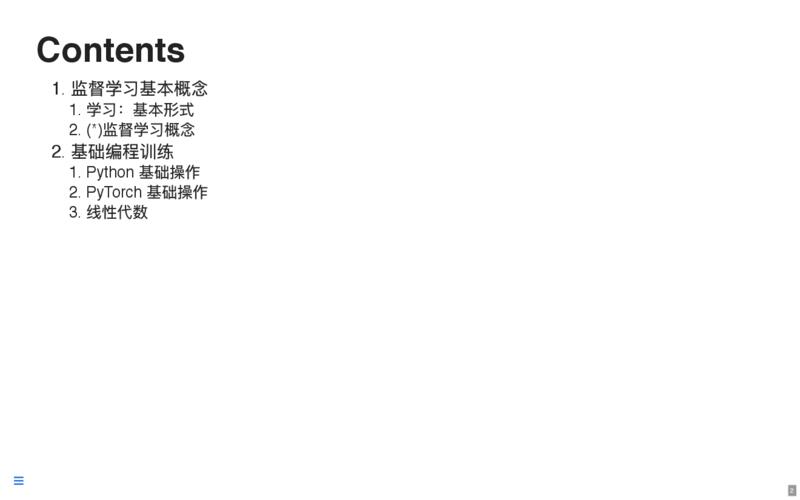 Contents
1. 监督学习基本概念
1. 学习：基本形式
2. (*)监督学习概念
2. 基础编程训练
1. Python 基础操作
2. PyTorch 基础操作
3. 线性代数
2